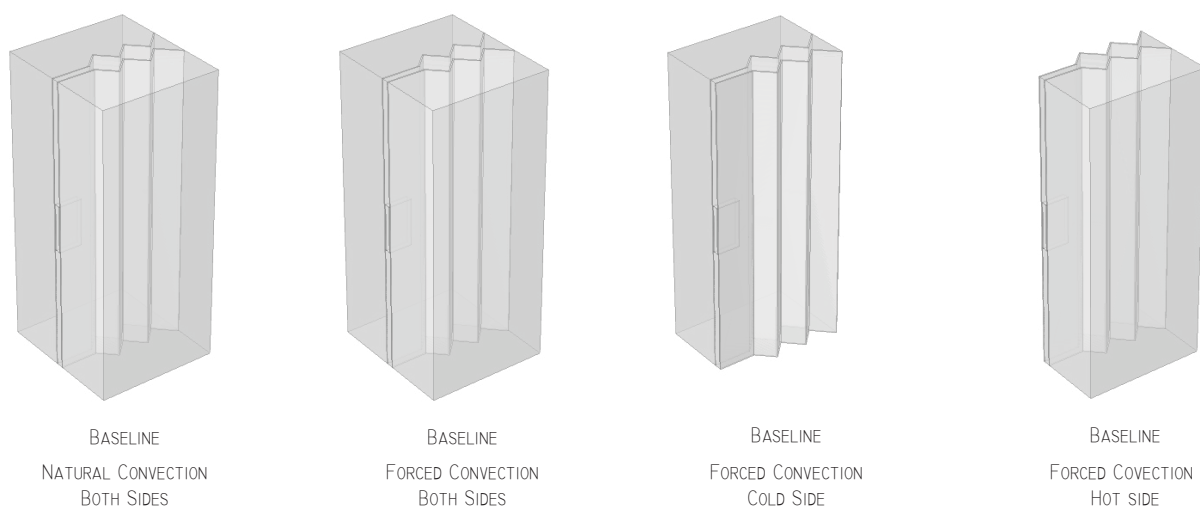 BASELINE
NATURAL CONVECTION
BOTH SIDES
BASELINE
FORCED CONVECTION
BOTH SIDES
BASELINE
FORCED CONVECTION
COLD SIDE
BASELINE
FORCED COVECTION
HOT SIDE